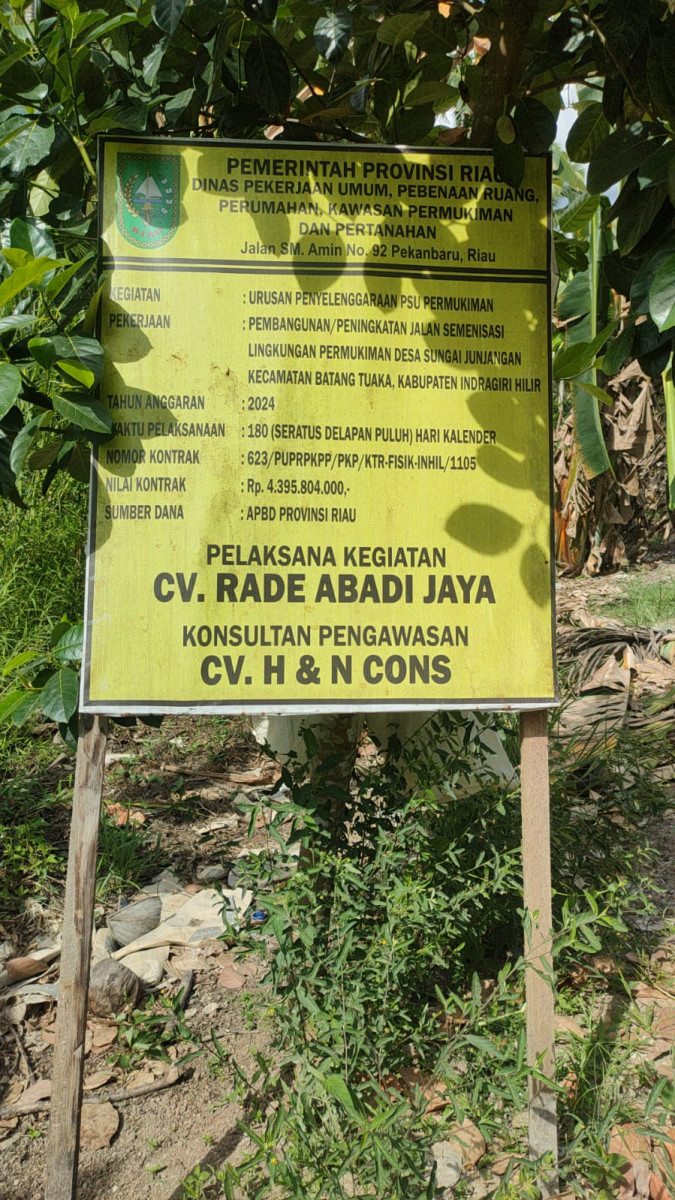 PEMERINTAH PROVINSI RIAU
DINAS PEKERJAAN UMUM, PEBENAAN RUANG,
PERUMAHAN, KAWASAN PERMUKIMAN
DAN PERTANAHAN
Jalan SM. Amin No. 92 Pekanbaru, Riau
RIAU
KEGIATAN : URUSAN PENYELENGGARAAN PSU PERMUKIMAN
PEKERJAAN : PEMBANGUNAN/PENINGKATAN JALAN SEMENISASI
LINGKUNGAN PERMUKIMAN DESA SUNGAI JUNJANGAN
KECAMATAN BATANG TUAKA, KABUPATEN INDRAGIRI HILIR
TAHUN ANGGARAN : 2024
WAKTU PELAKSANAAN : 180 (SERATUS DELAPAN PULUH) HARI KALENDER
NOMOR KONTRAK : 623/PUPRPKPP/PKP/KTR-FISIK-INHIL/1105
NILAI KONTRAK : Rp. 4.395.804.000,-
SUMBER DANA : APBD PROVINSI RIAU
PELAKSANA KEGIATAN
CV. RADE ABADI JAYA
KONSULTAN PENGAWASAN
CV. H & N CONS